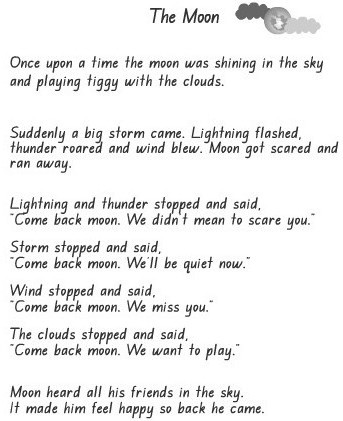 The Moon
Once upon a time the moon was shining in the sky
and playing tiggy with the clouds.
Suddenly a big storm came. Lightning flashed,
thunder roared and wind blew. Moon got scared and
ran away.
Lightning and thunder stopped and said,
"Come back moon. We didn't mean to scare you."
Storm stopped and said,
"Come back moon. We'll be quiet now."
Wind stopped and said,
"Come back moon. We miss you."
The clouds stopped and said,
"Come back moon. We want to play."
Moon heard all his friends in the sky.
It made him feel happy so back he came.